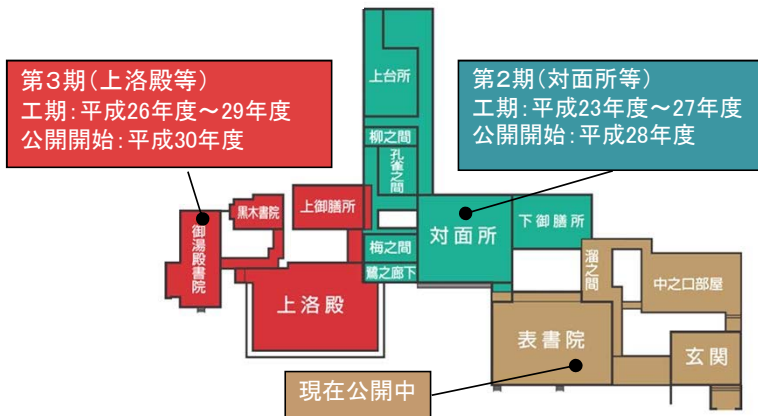 第3期(上洛殿等)
工期:平成26年度～29年度
公開開始:平成30年度
第2期(対面所等)
工期:平成23年度～27年度
公開開始:平成28年度
上台所
柳之間
孔雀之間
黒木書院
上御膳所
御湯殿書院
梅之間
鷺之廊下
対面所
下御膳所
溜之間
中之口部屋
上洛殿
表書院
玄関
現在公開中